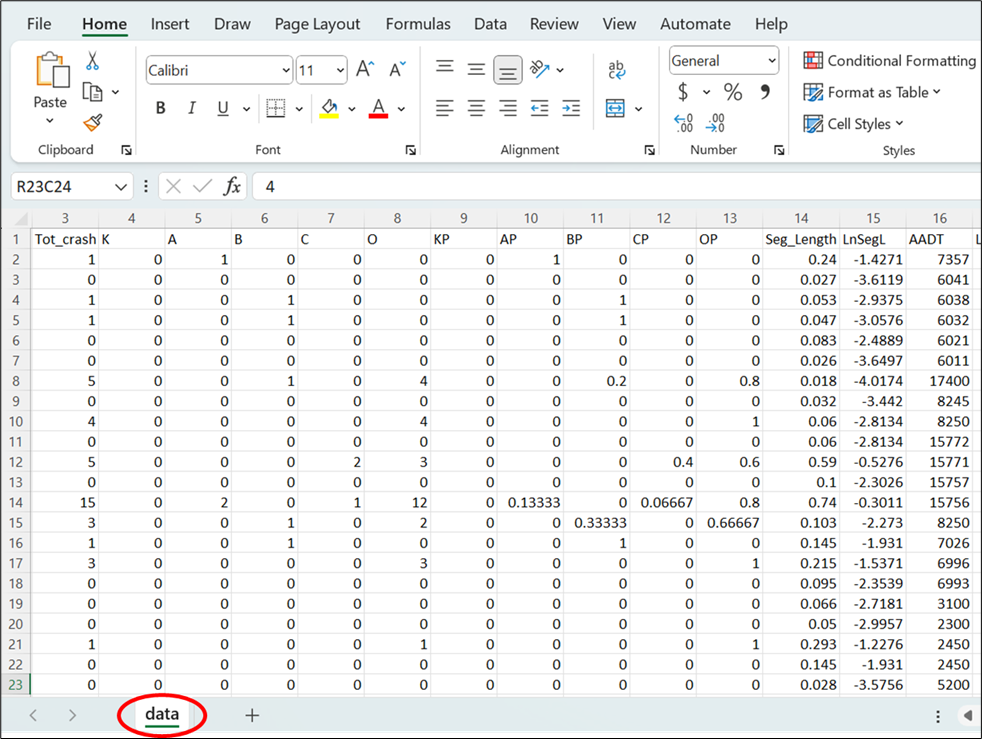 File Home Insert Draw Page Layout Formulas Data Review View Automate Help
Calibri 11 A^ A˅ ab General Conditional Formatting
Paste $ % , Format as Table
B I U A .00 .00 Cell Styles
Clipboard Font Alignment Number Styles
R23C24 fx 4
3 4 5 6 7 8 9 10 11 12 13 14 15 16
1 Tot_crash K A B C O KP AP BP CP OP Seg_Length LnSegL AADT
2 1 0 1 0 0 0 0 1 0 0 0 0.24 -1.4271 7357
3 0 0 0 0 0 0 0 0 0 0 0 0.027 -3.6119 6041
4 1 0 0 1 0 0 0 0 1 0 0 0.053 -2.9375 6038
5 1 0 0 1 0 0 0 0 1 0 0 0.047 -3.0576 6032
6 0 0 0 0 0 0 0 0 0 0 0 0.083 -2.4889 6021
7 0 0 0 0 0 0 0 0 0 0 0 0.026 -3.6497 6011
8 5 0 0 1 0 4 0 0 0.2 0 0.8 0.018 -4.0174 17400
9 0 0 0 0 0 0 0 0 0 0 0 0.032 -3.442 8245
10 4 0 0 0 0 4 0 0 0 0 1 0.06 -2.8134 8250
11 0 0 0 0 0 0 0 0 0 0 0 0.06 -2.8134 15772
12 5 0 0 0 2 3 0 0 0 0.4 0.6 0.59 -0.5276 15771
13 0 0 0 0 0 0 0 0 0 0 0 0.1 -2.3026 15757
14 15 0 2 0 1 12 0 0.13333 0 0.06667 0.8 0.74 -0.3011 15756
15 3 0 0 1 0 2 0 0 0.33333 0 0.66667 0.103 -2.273 8250
16 1 0 0 1 0 0 0 0 1 0 0 0.145 -1.931 7026
17 3 0 0 0 0 3 0 0 0 0 1 0.215 -1.5371 6996
18 0 0 0 0 0 0 0 0 0 0 0 0.095 -2.3539 6993
19 0 0 0 0 0 0 0 0 0 0 0 0.066 -2.7181 3100
20 0 0 0 0 0 0 0 0 0 0 0 0.05 -2.9957 2300
21 1 0 0 0 0 1 0 0 0 0 1 0.293 -1.2276 2450
22 0 0 0 0 0 0 0 0 0 0 0 0.145 -1.931 2450
23 0 0 0 0 0 0 0 0 0 0 0 0.028 -3.5756 5200
data